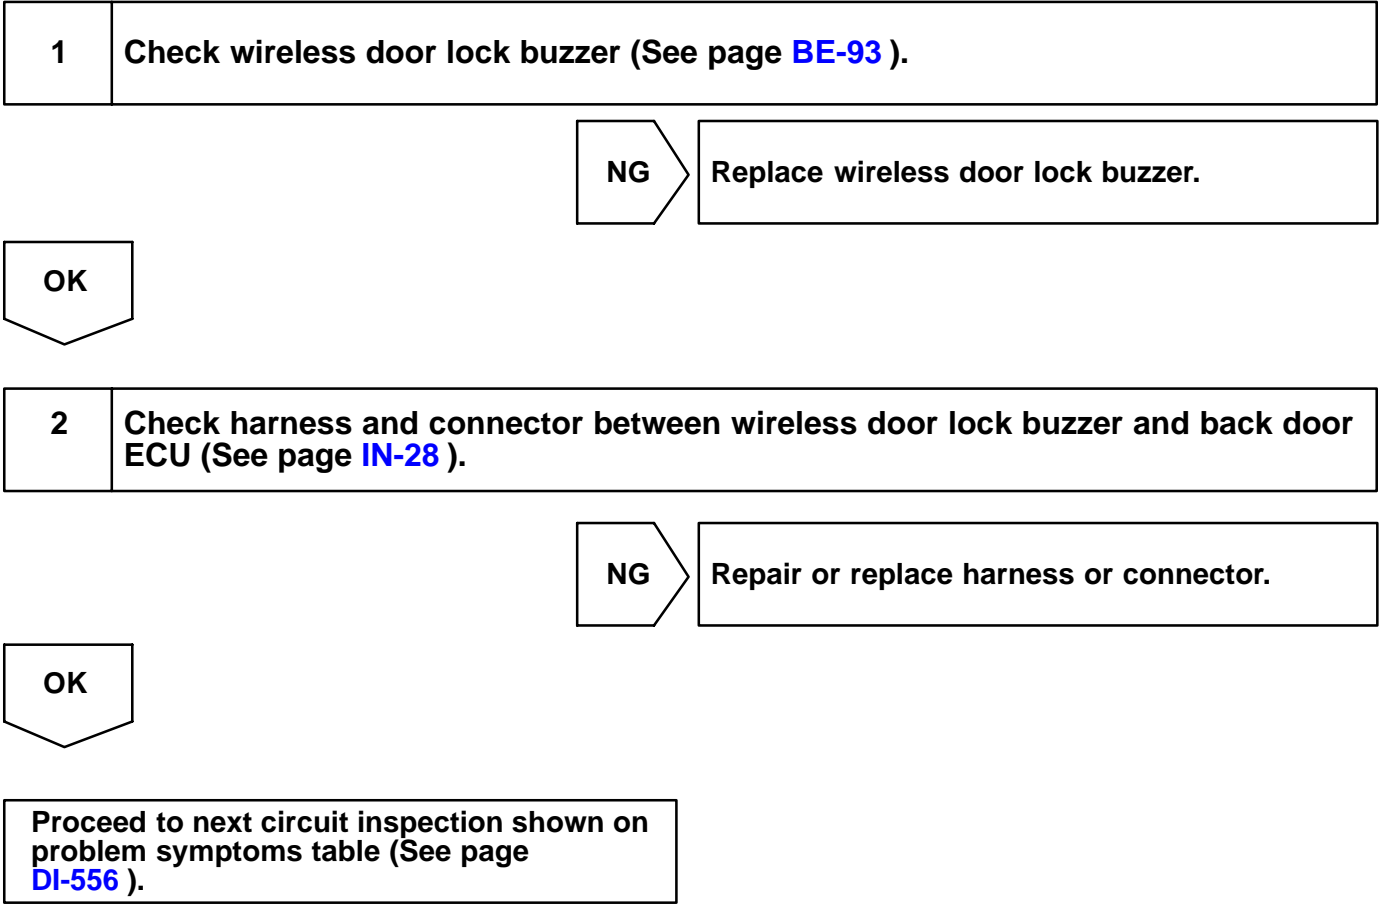 1 Check wireless door lock buzzer (See page BE-93 ).
NG Replace wireless door lock buzzer.
OK
2 Check harness and connector between wireless door lock buzzer and back door
ECU (See page IN-28 ).
NG Repair or replace harness or connector.
OK
Proceed to next circuit inspection shown on
problem symptoms table (See page
DI-556 ).